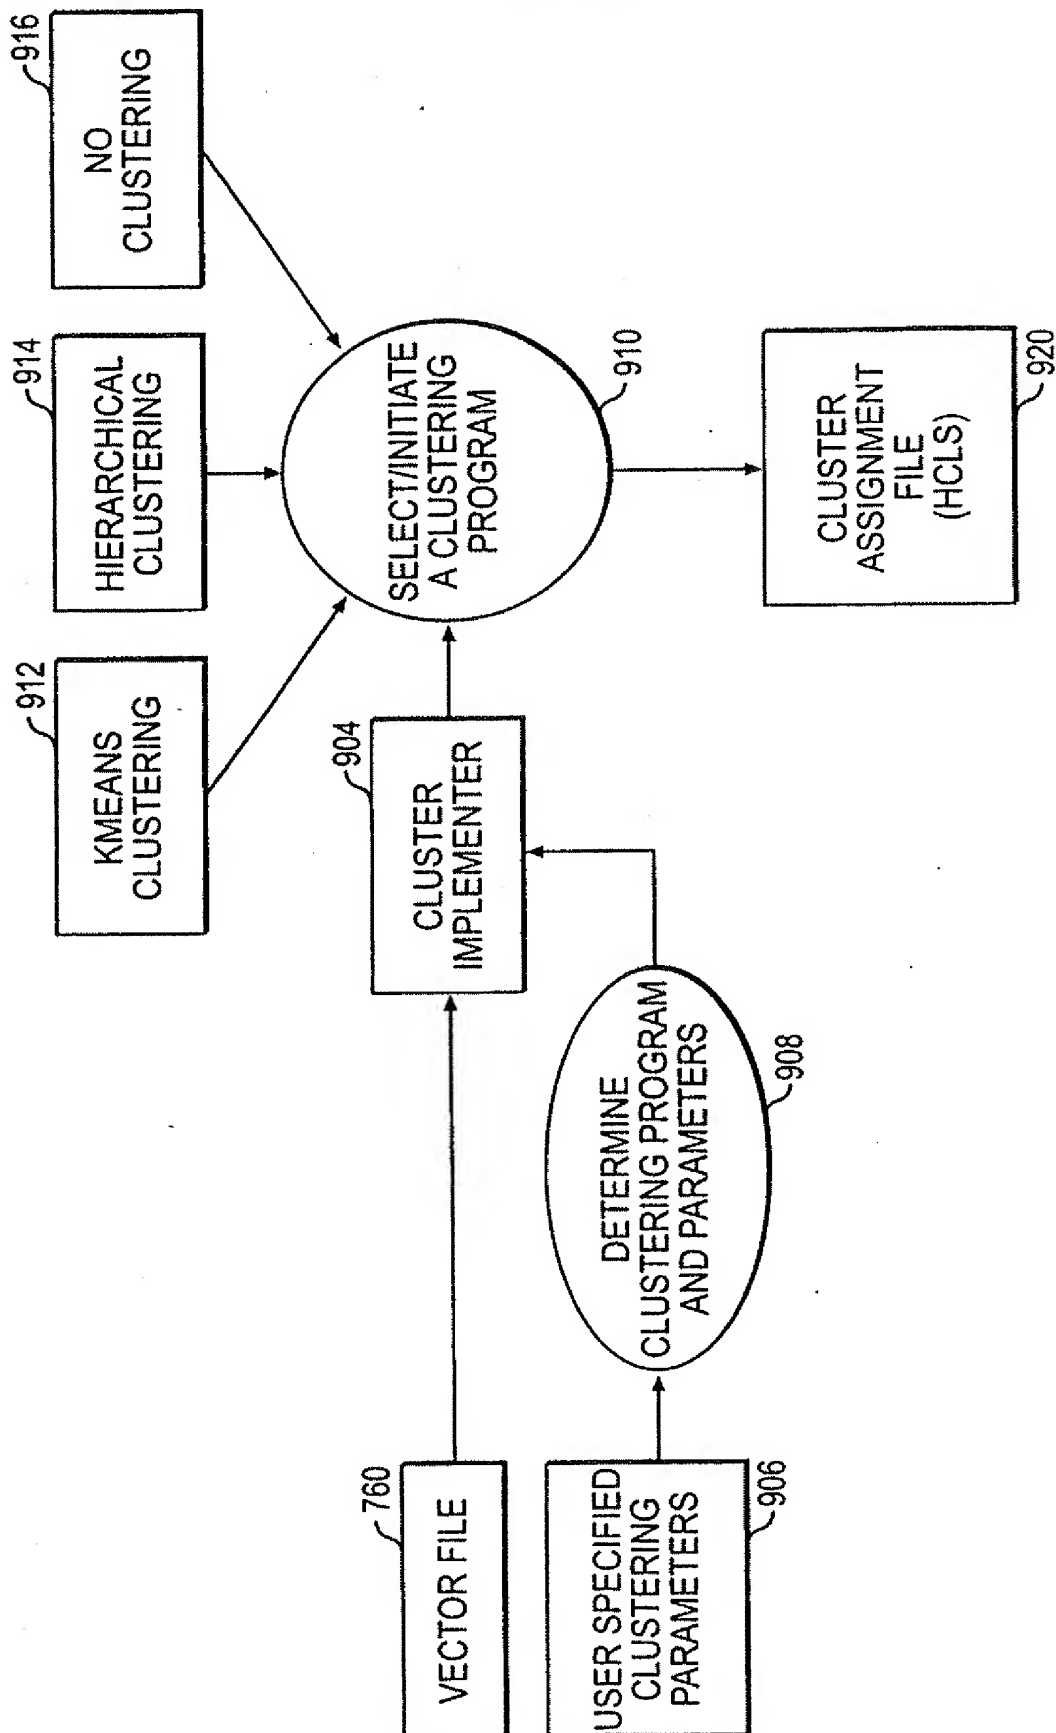 VECTOR FILE
760
USER SPECIFIED
CLUSTERING
PARAMETERS
906
DETERMINE
CLUSTERING PROGRAM
AND PARAMETERS
908
CLUSTER
IMPLEMENTER
904
KMEANS
CLUSTERING
912
HIERARCHICAL
CLUSTERING
914
NO
CLUSTERING
916
SELECT/INITIATE
A CLUSTERING
PROGRAM
910
CLUSTER
ASSIGNMENT
FILE
(HCLS)
920